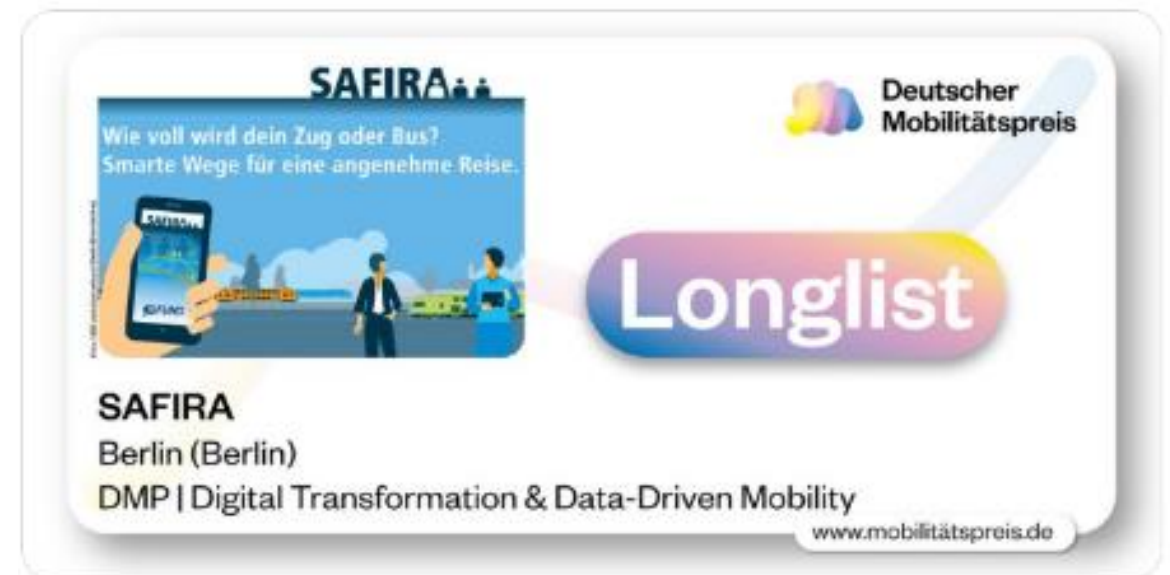 SAFIRA
Wie voll wird dein Zug oder Bus?
Smarte Wege für eine angenehme Reise.
SAFIRA
Deutscher
Mobilitätspreis
Longlist
SAFIRA
Berlin (Berlin)
DMP | Digital Transformation & Data-Driven Mobility
www.mobilitätspreis.de